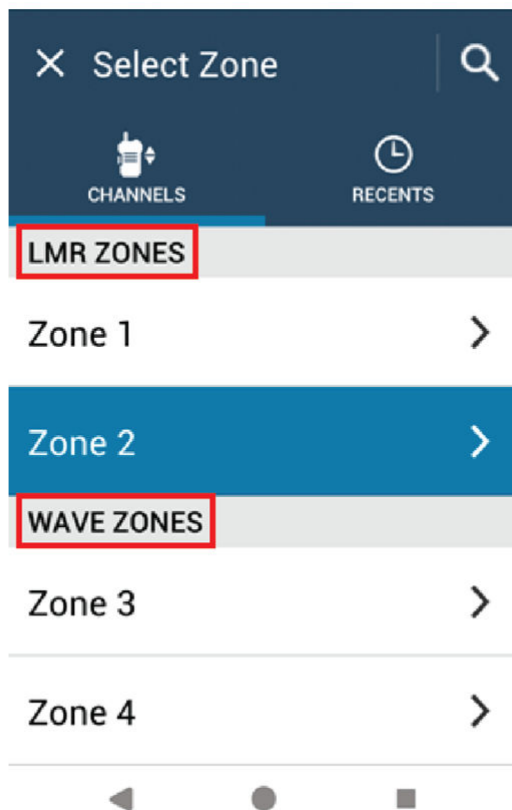 Select Zone
CHANNELS
RECENTS
LMR ZONES
Zone 1
Zone 2
WAVE ZONES
Zone 3
Zone 4